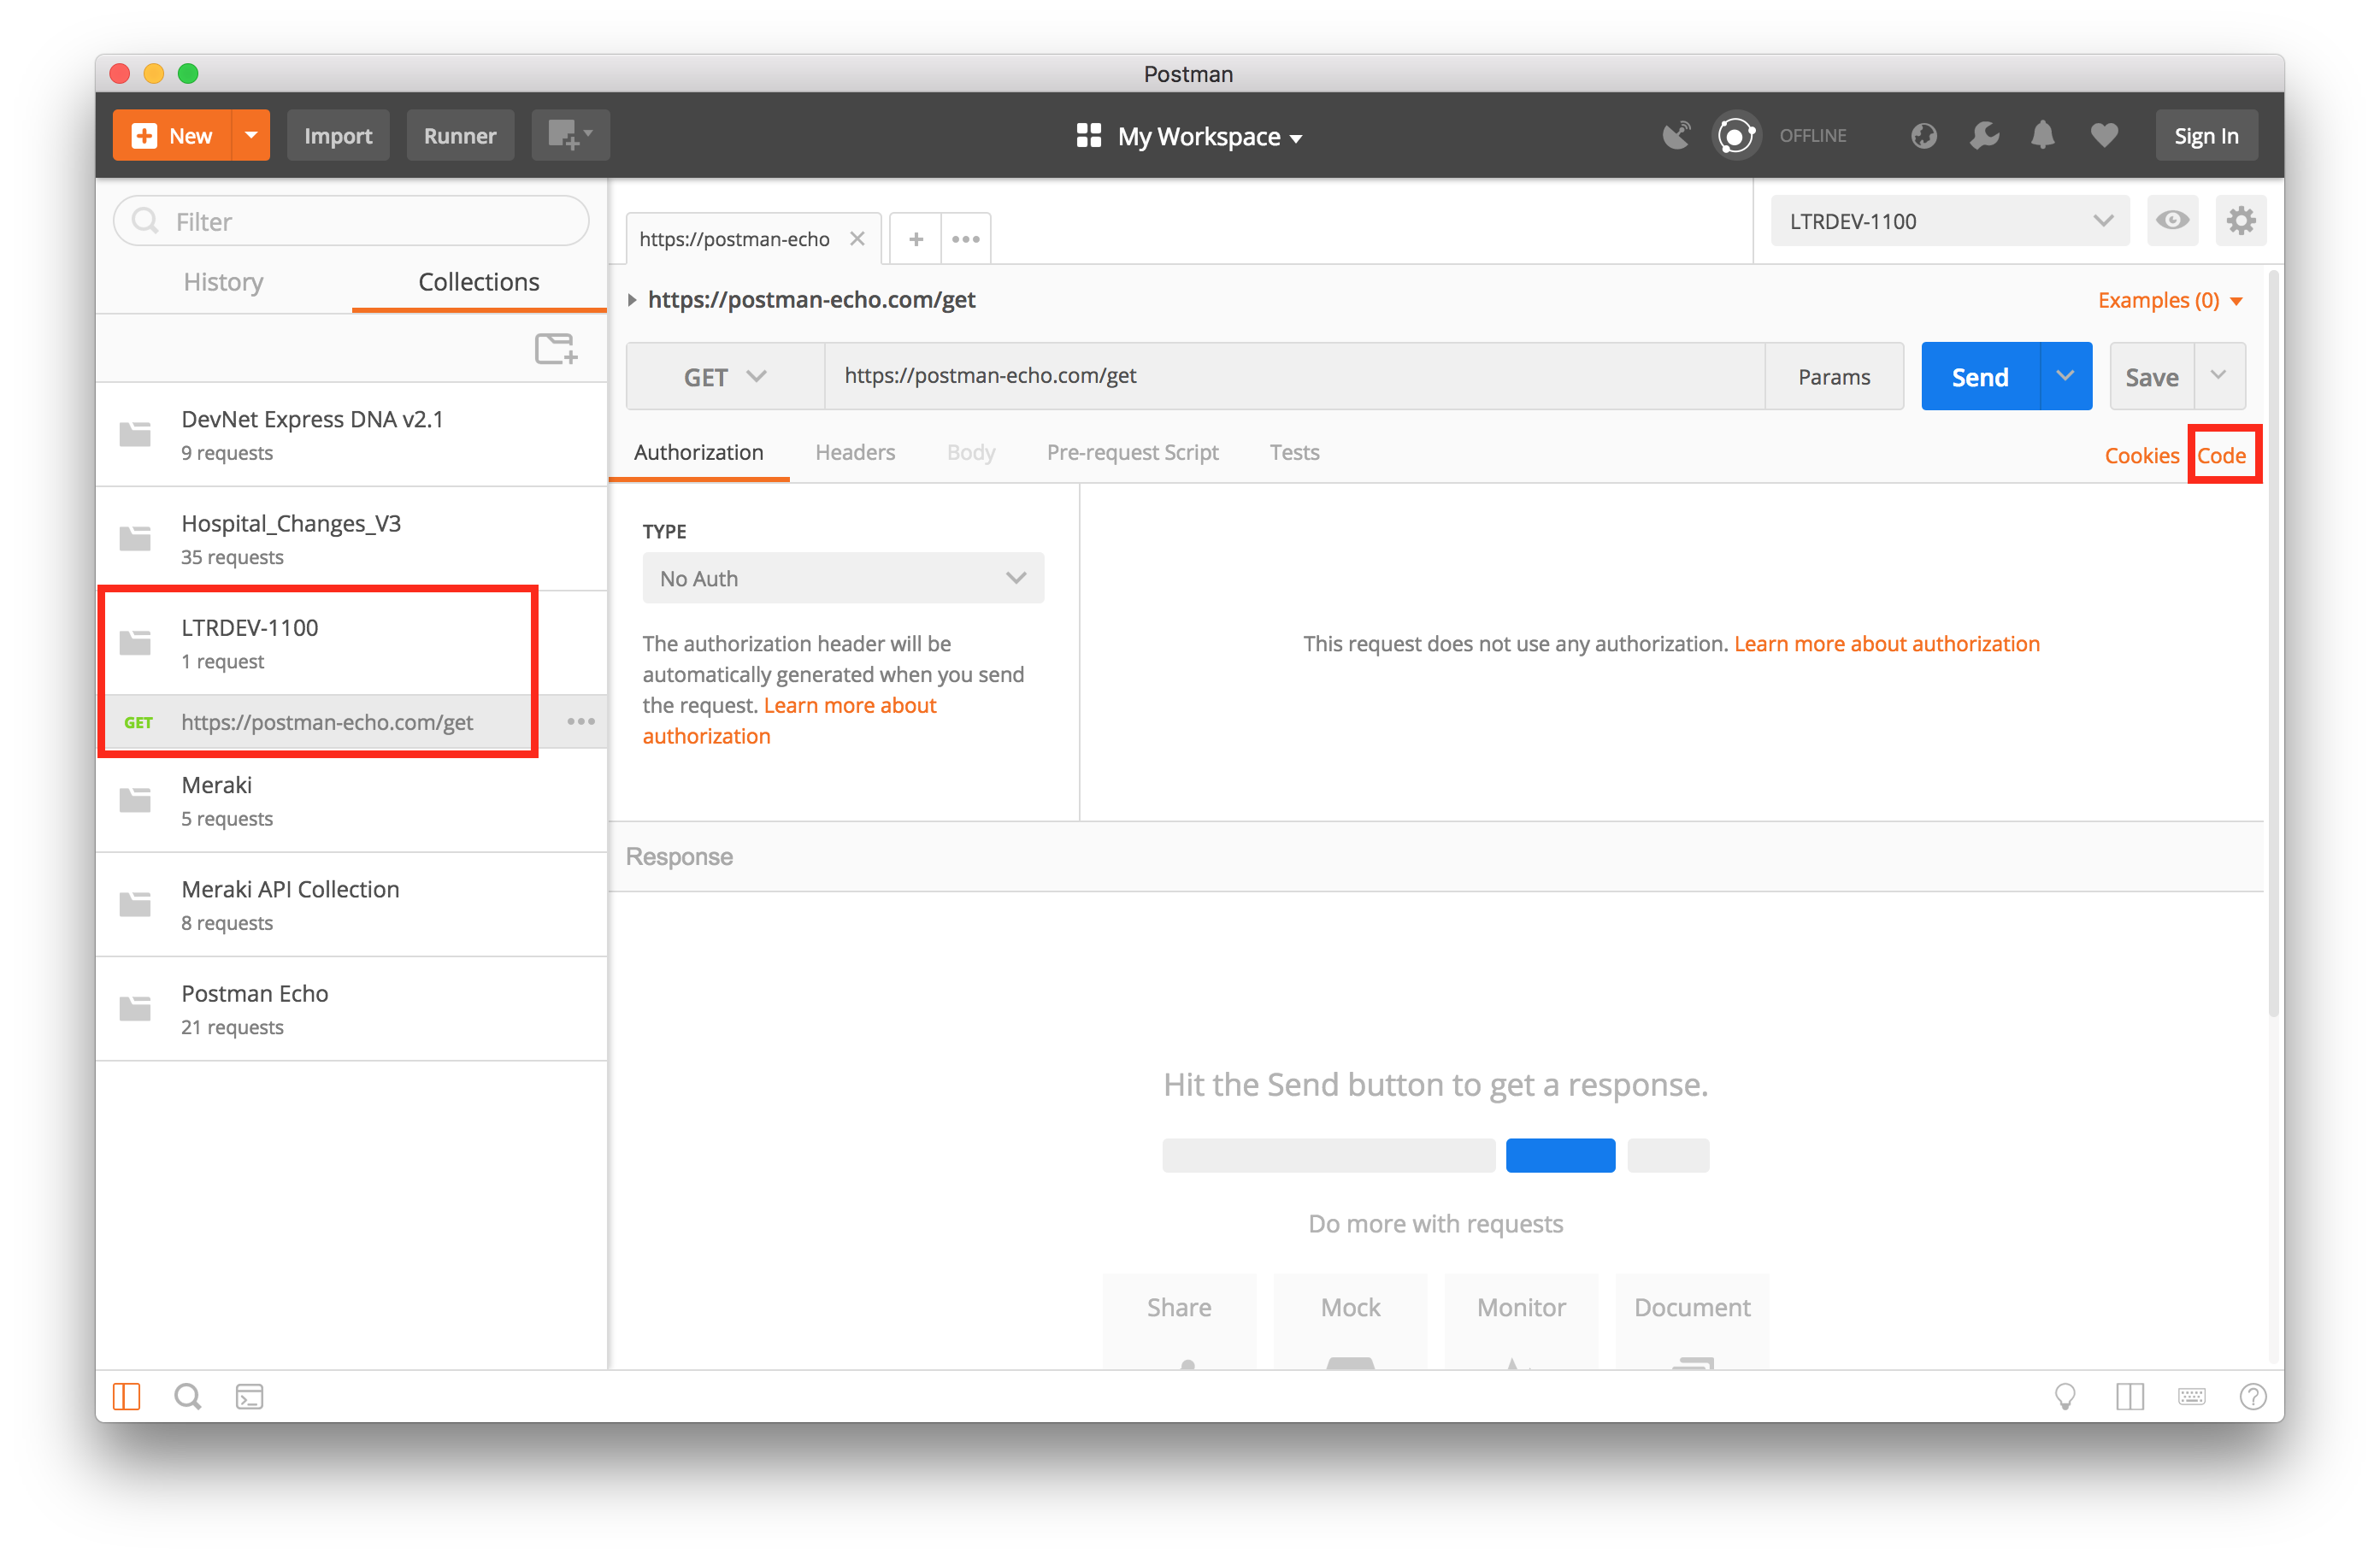 Postman
New
Import
Runner
My Workspace
OFFLINE
Sign In
Filter
History
Collections
DevNet Express DNA v2.1
9 requests
Hospital_Changes_V3
35 requests
LTRDEV-1100
1 request
GET https://postman-echo.com/get
Meraki
5 requests
Meraki API Collection
8 requests
Postman Echo
21 requests
https://postman-echo
LTRDEV-1100
https://postman-echo.com/get
Examples (0)
GET
https://postman-echo.com/get
Params
Send
Save
Authorization
Headers
Body
Pre-request Script
Tests
Cookies
Code
TYPE
No Auth
The authorization header will be
automatically generated when you send
the request. Learn more about
authorization
This request does not use any authorization. Learn more about authorization
Response
Hit the Send button to get a response.
Do more with requests
Share
Mock
Monitor
Document